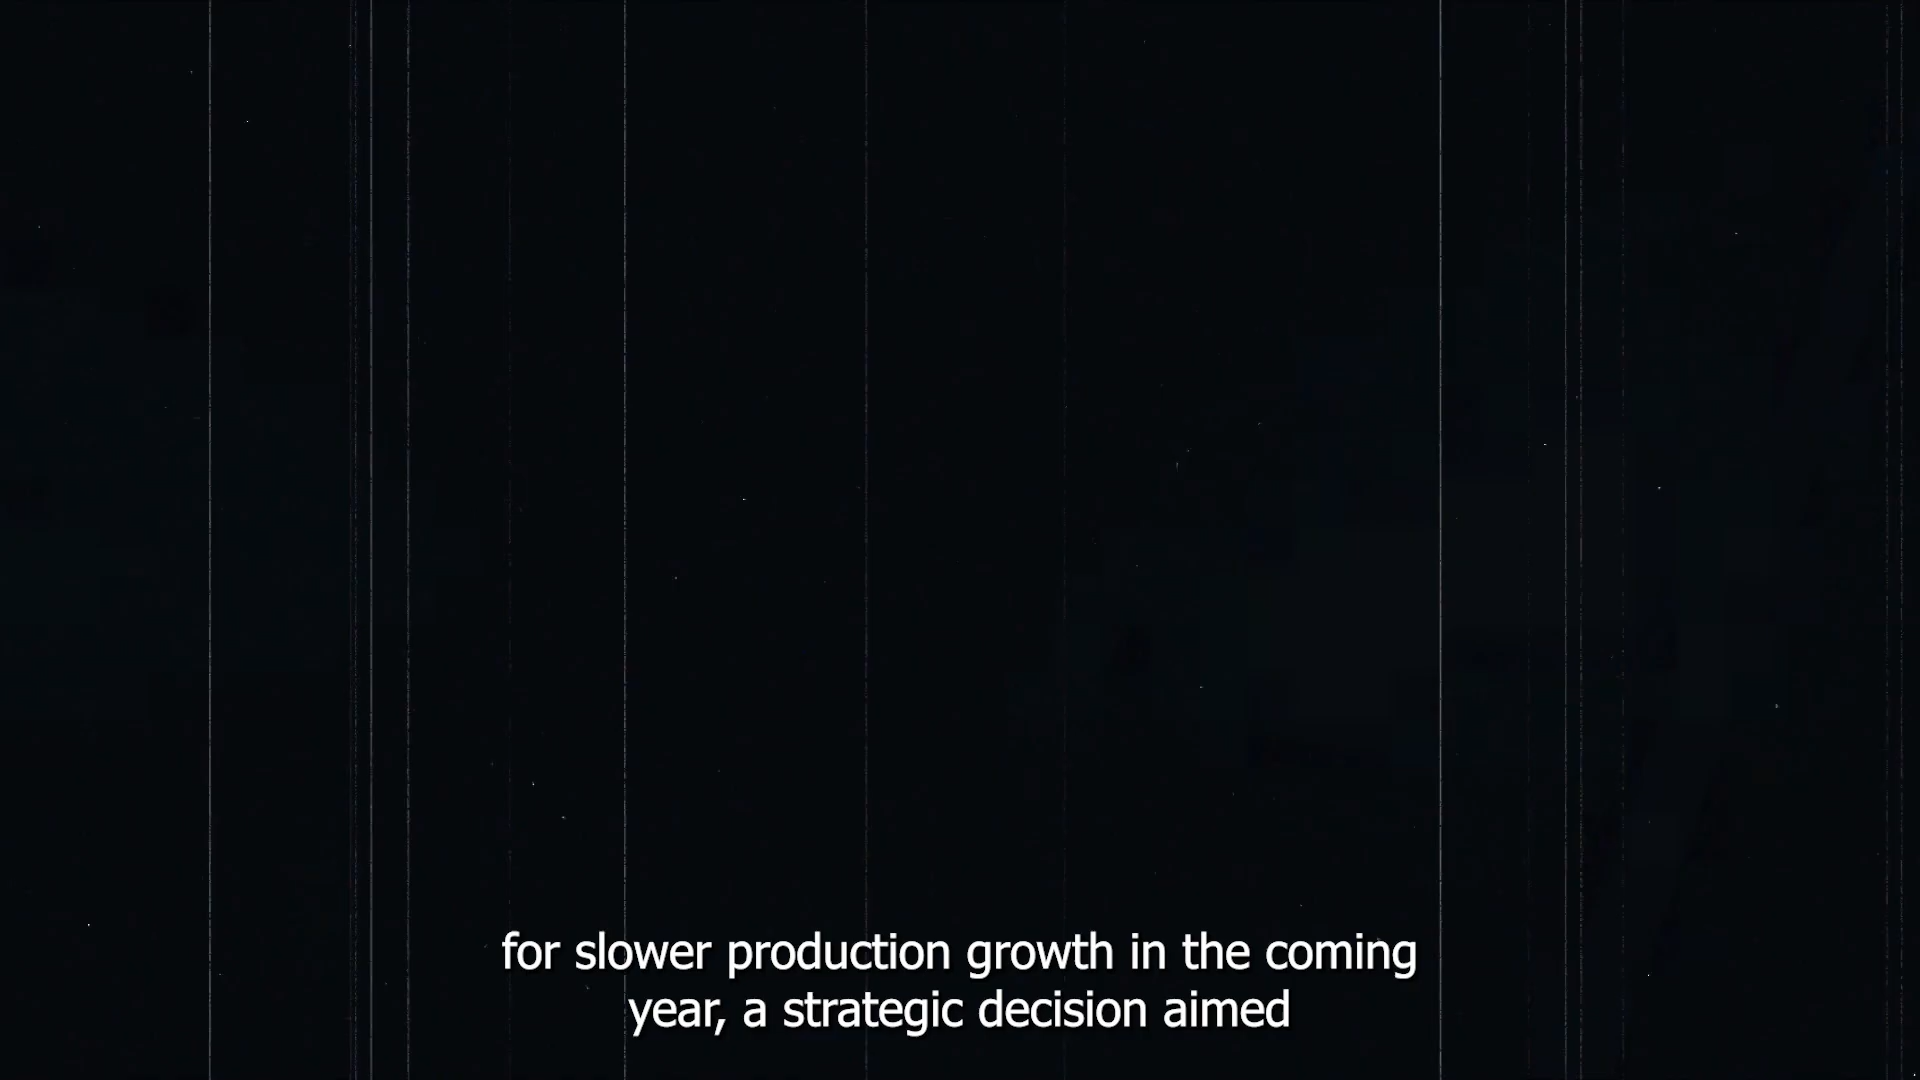 for slower production growth in the coming
year, a strategic decision aimed